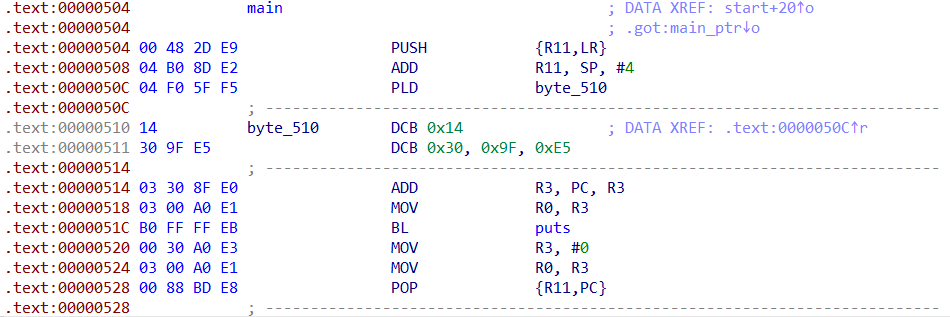 .text:00000504 main ; DATA XREF: start+20↑o
.text:00000504 ; .got:main_ptr↓o
.text:00000504 00 48 2D E9 PUSH {R11,LR}
.text:00000508 04 B0 8D E2 ADD R11, SP, #4
.text:0000050C 04 F0 5F F5 PLD byte_510
.text:0000050C ; ---------------------------------------------------------------------------
.text:00000510 14 byte_510 DCB 0x14 ; DATA XREF: .text:0000050C↑r
.text:00000511 30 9F E5 DCB 0x30, 0x9F, 0xE5
.text:00000514 ; ---------------------------------------------------------------------------
.text:00000514 03 30 8F E0 ADD R3, PC, R3
.text:00000518 03 00 A0 E1 MOV R0, R3
.text:0000051C B0 FF FF EB BL puts
.text:00000520 00 30 A0 E3 MOV R3, #0
.text:00000524 03 00 A0 E1 MOV R0, R3
.text:00000528 00 88 BD E8 POP {R11,PC}
.text:00000528 ; ---------------------------------------------------------------------------